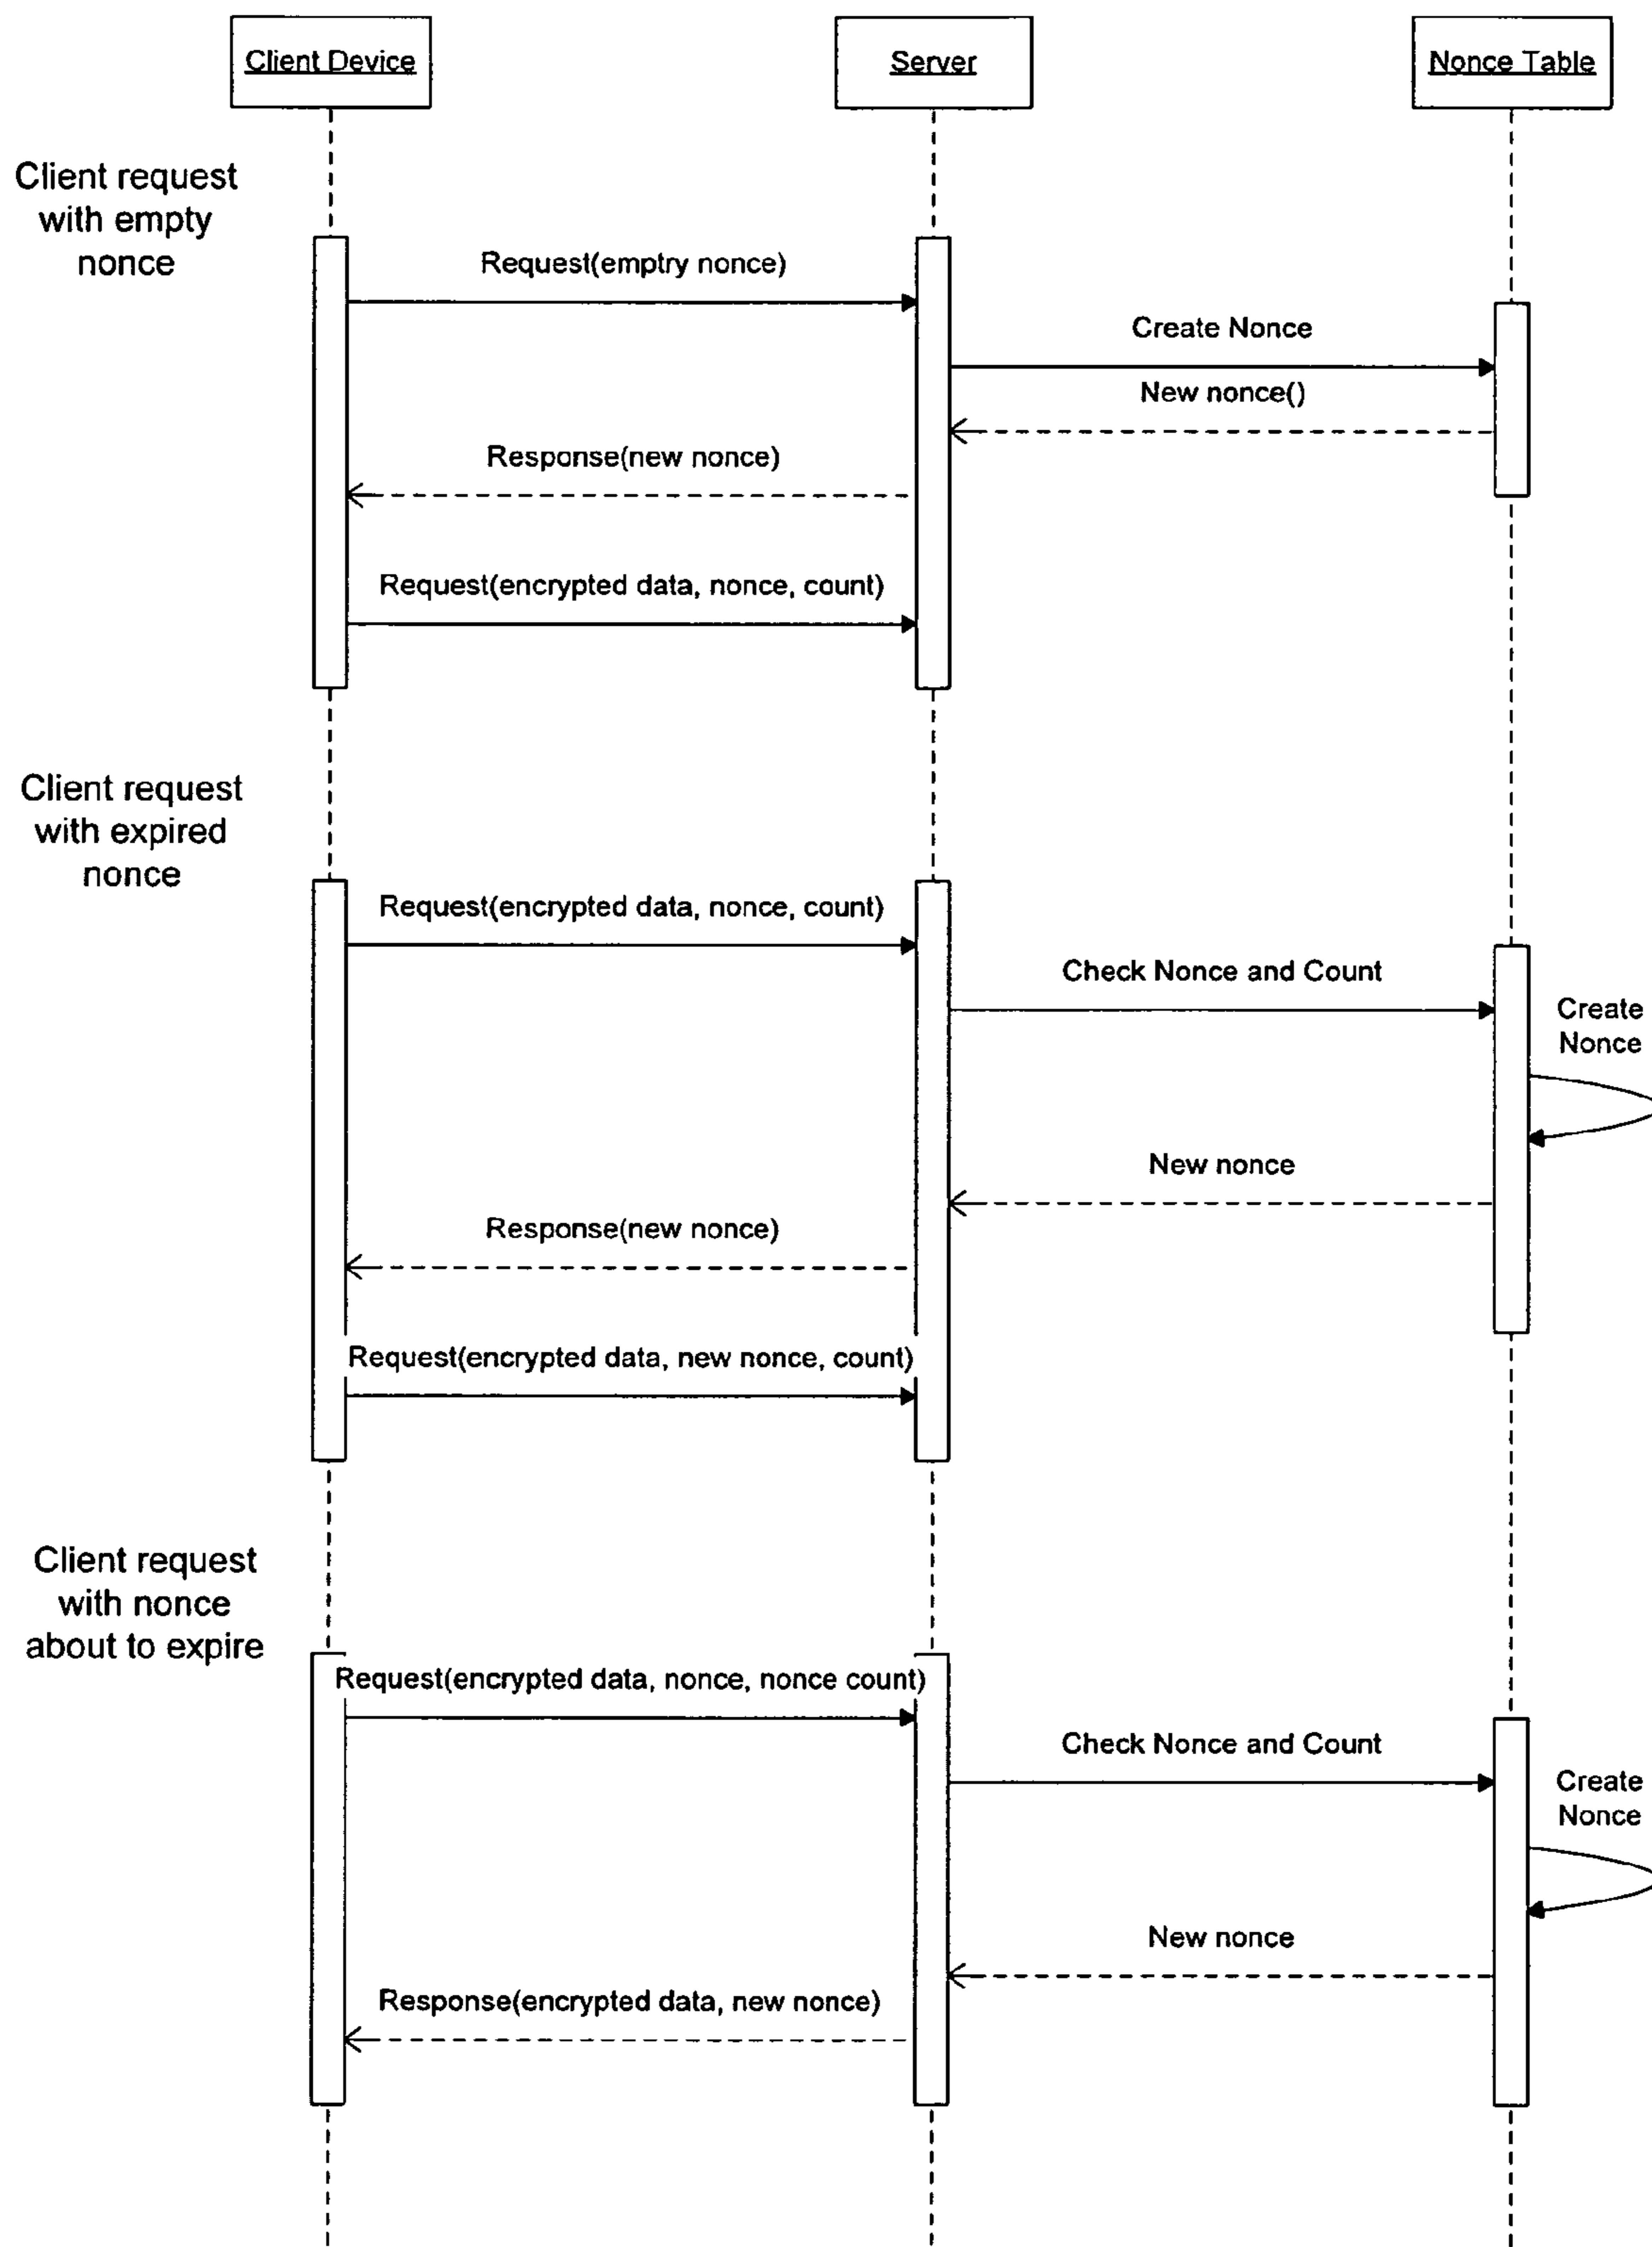 Client Device
Server
Nonce Table
Client request
with empty
nonce
Request(emptry nonce)
Create Nonce
New nonce()
Response(new nonce)
Request(encrypted data, nonce, count)
Client request
with expired
nonce
Request(encrypted data, nonce, count)
Check Nonce and Count
Create
Nonce
New nonce
Response(new nonce)
Request(encrypted data, new nonce, count)
Client request
with nonce
about to expire
Request(encrypted data, nonce, nonce count)
Check Nonce and Count
Create
Nonce
New nonce
Response(encrypted data, new nonce)